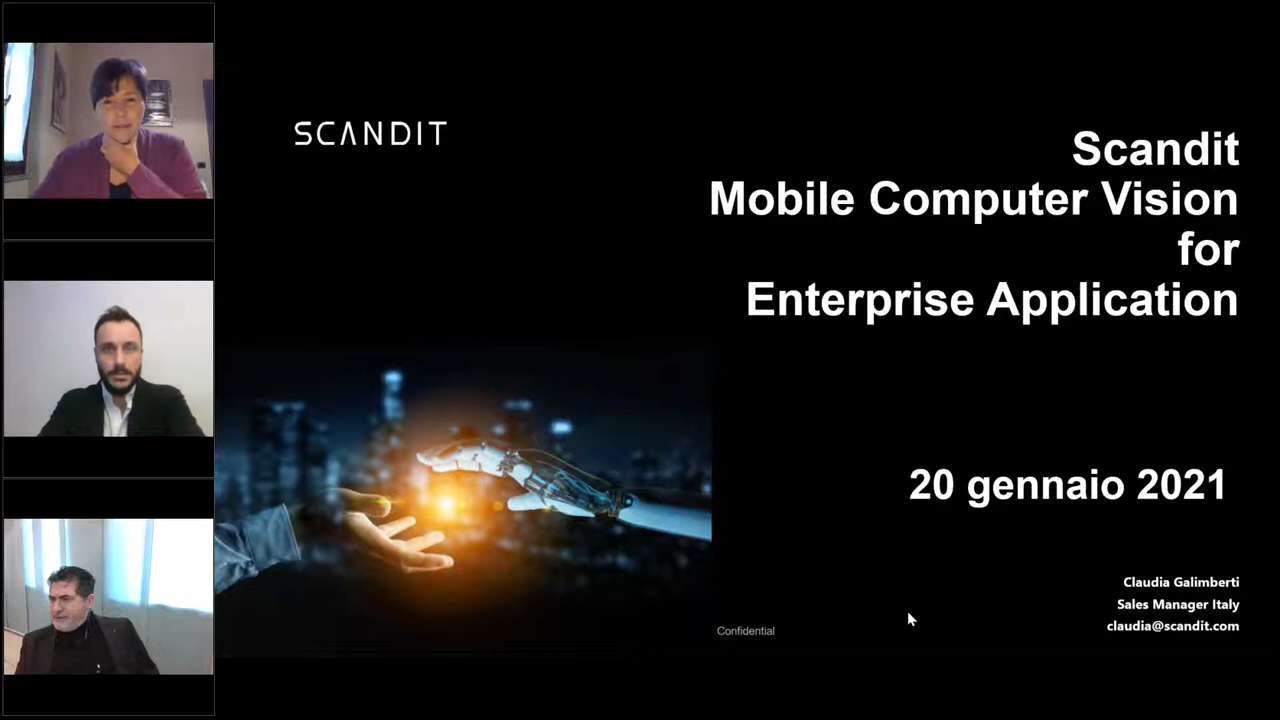 SCANDIT
Scandit
Mobile Computer Vision
for
Enterprise Application
20 gennaio 2021
Claudia Galimberti
Sales Manager Italy
claudia@scandit.com
Confidential